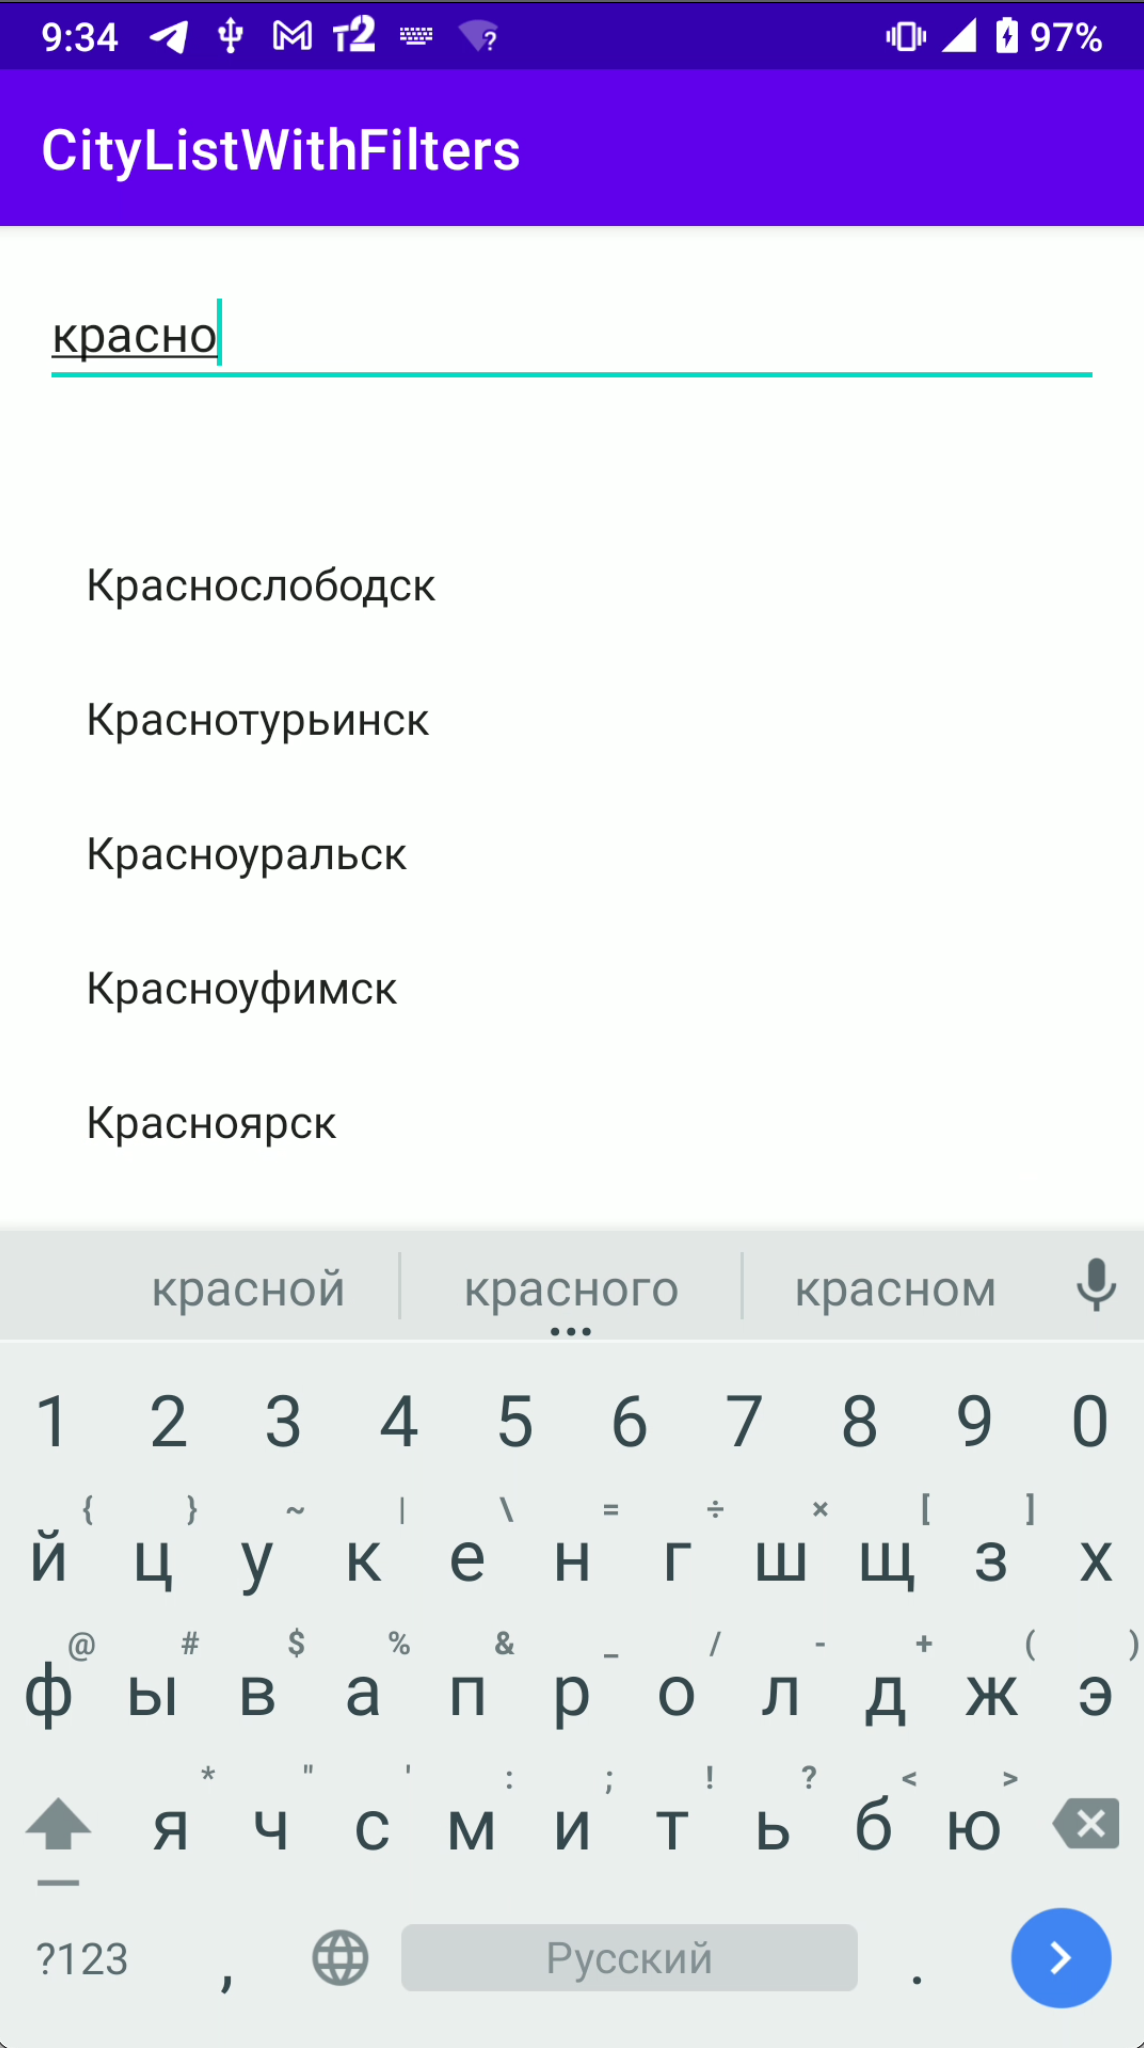 9:34 T2 ? 97%
CityListWithFilters
красно
Краснослободск
Краснотурьинск
Красноуральск
Красноуфимск
Красноярск
красной красного красном
1 2 3 4 5 6 7 8 9 0
{ } ~ | \ = ÷ × [ ]
й ц у к е н г ш щ з х
@ # $ % & _ / - + ( )
ф ы в а п р о л д ж э
* " ' : ; ! ? < >
я ч с м и т ь б ю
?123 , Русский .